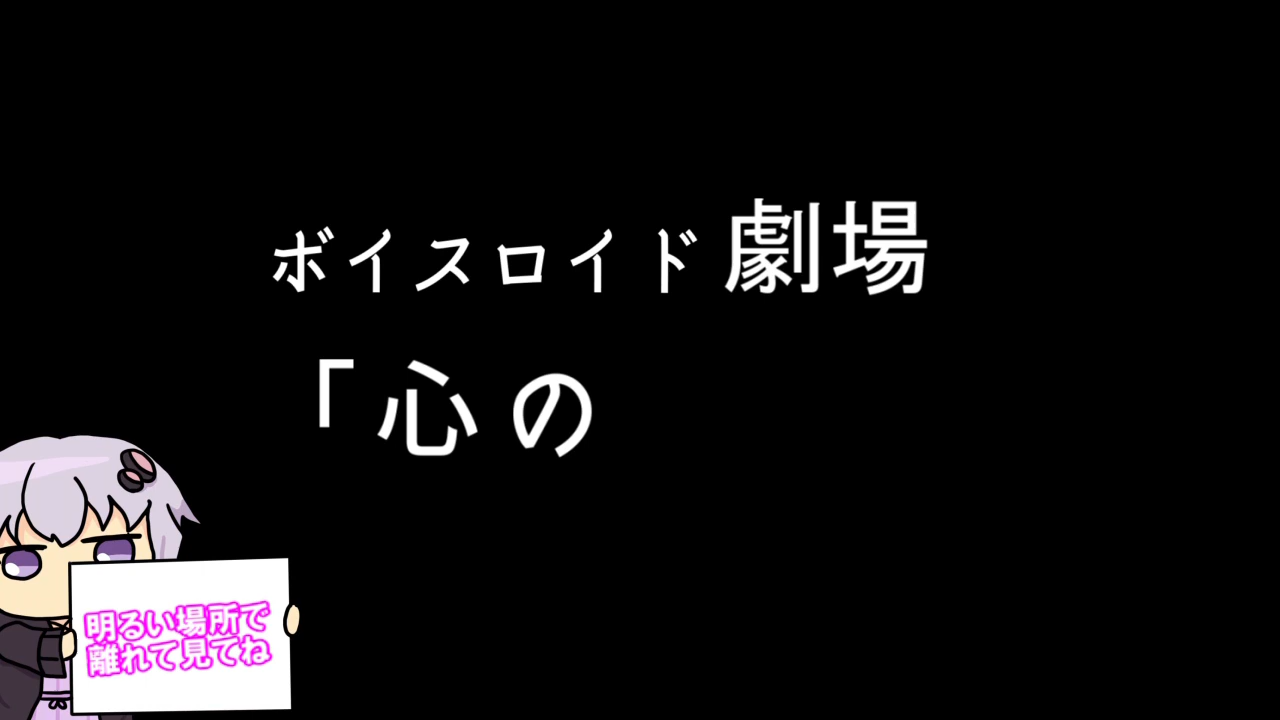 ボイスロイド劇場
「心の
明るい場所で
離れて見てね